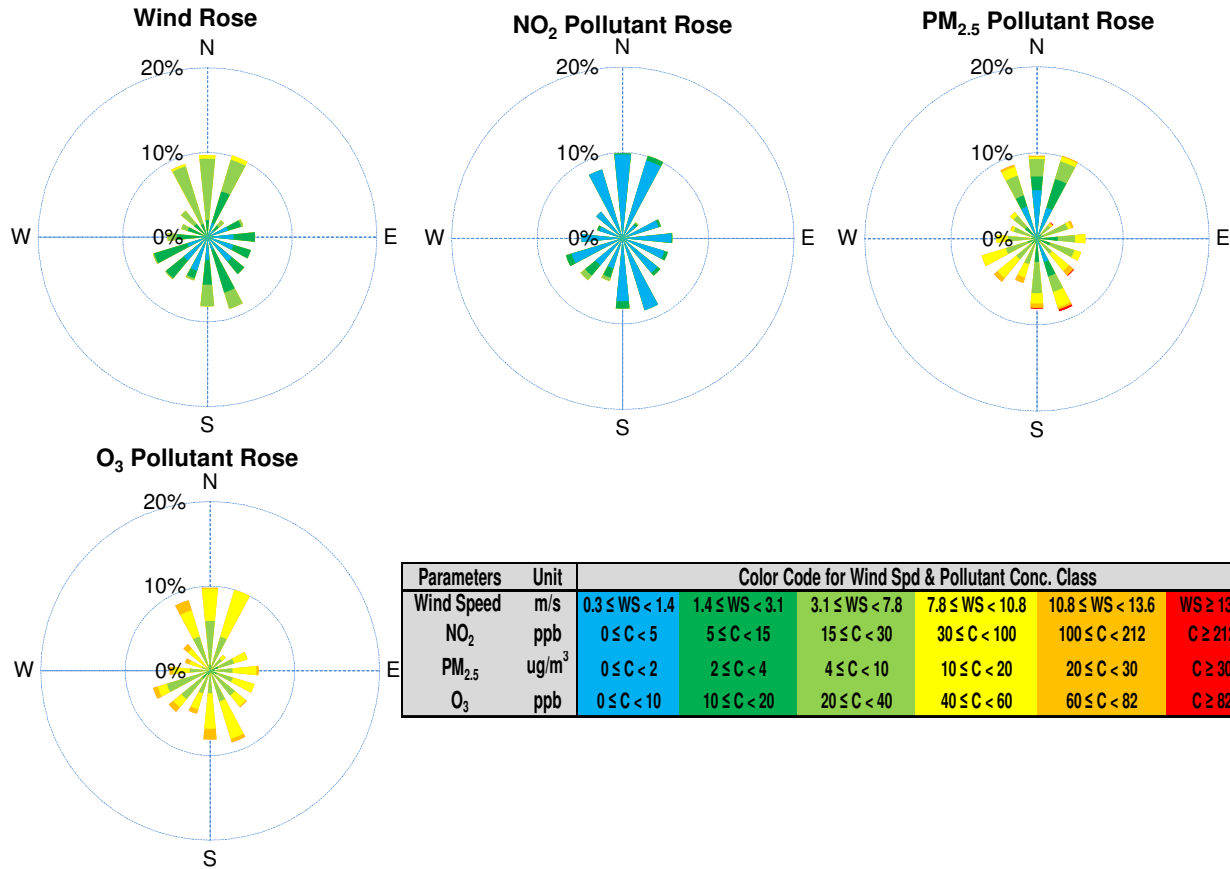 Wind Rose
N
20%
10%
0%
W
E
S
NO₂ Pollutant Rose
N
20%
10%
0%
W
E
S
PM₂.₅ Pollutant Rose
N
20%
10%
0%
W
E
S
O₃ Pollutant Rose
N
20%
10%
0%
W
E
S
Parameters Unit Color Code for Wind Spd & Pollutant Conc. Class
Wind Speed m/s 0.3 ≤ WS < 1.4 1.4 ≤ WS < 3.1 3.1 ≤ WS < 7.8 7.8 ≤ WS < 10.8 10.8 ≤ WS < 13.6 WS ≥ 13
NO₂ ppb 0 ≤ C < 5 5 ≤ C < 15 15 ≤ C < 30 30 ≤ C < 100 100 ≤ C < 212 C ≥ 212
PM₂.₅ ug/m³ 0 ≤ C < 2 2 ≤ C < 4 4 ≤ C < 10 10 ≤ C < 20 20 ≤ C < 30 C ≥ 30
O₃ ppb 0 ≤ C < 10 10 ≤ C < 20 20 ≤ C < 40 40 ≤ C < 60 60 ≤ C < 82 C ≥ 82